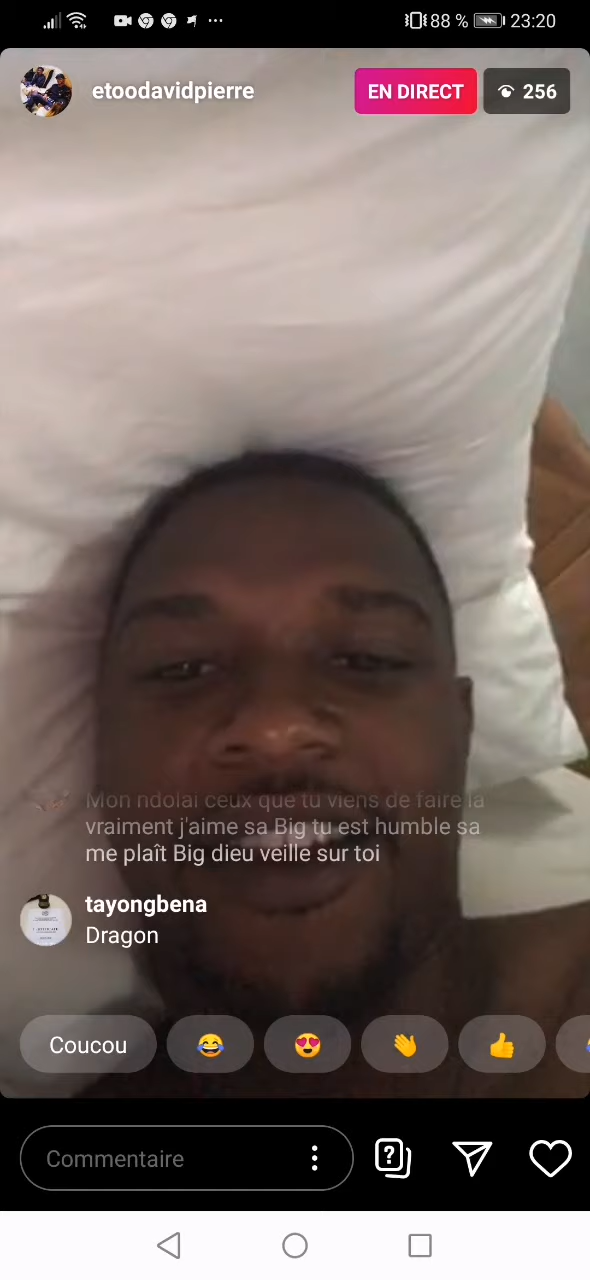 88 % 23:20
etoodavidpierre EN DIRECT 256
Mon ndolai ceux que tu viens de faire la
vraiment j'aime sa Big tu est humble sa
me plaît Big dieu veille sur toi
tayongbena
Dragon
Coucou
Commentaire